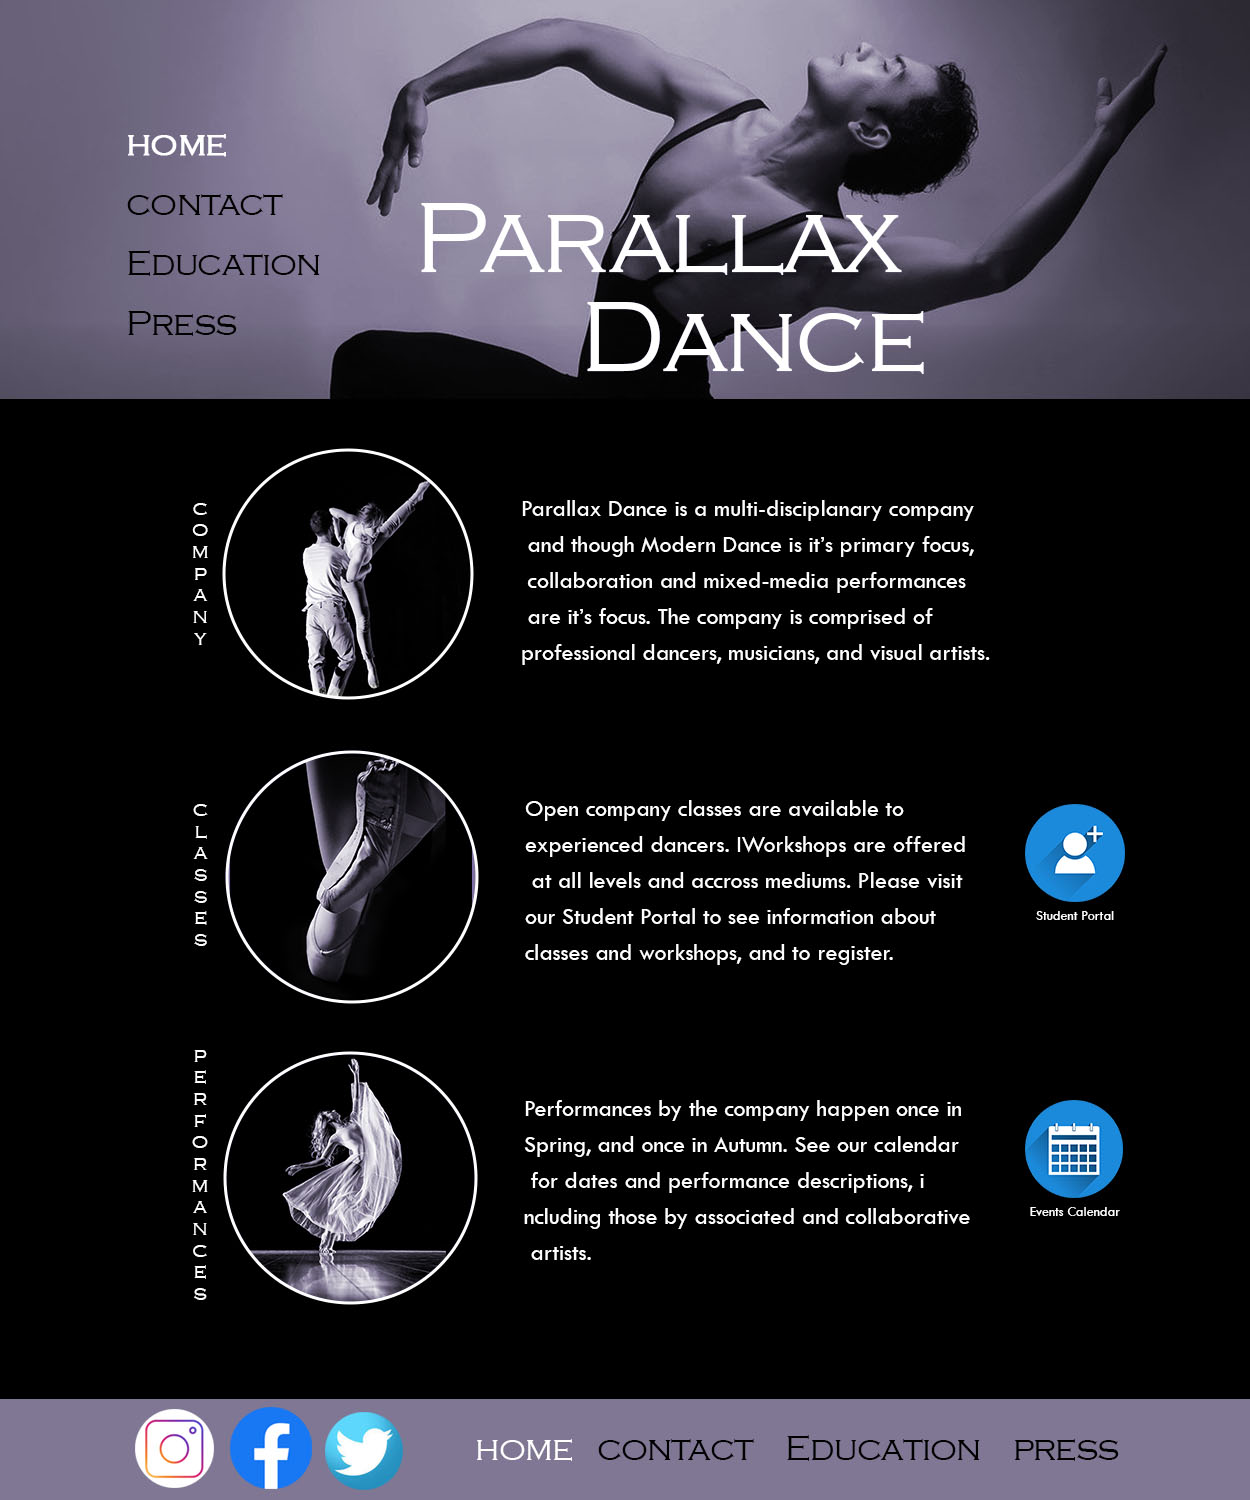 HOME
CONTACT
EDUCATION
PRESS
PARALLAX
DANCE
COMPANY
Parallax Dance is a multi-disciplanary company
and though Modern Dance is it's primary focus,
collaboration and mixed-media performances
are it's focus. The company is comprised of
professional dancers, musicians, and visual artists.
CLASSES
Open company classes are available to
experienced dancers. IWorkshops are offered
at all levels and accross mediums. Please visit
our Student Portal to see information about
classes and workshops, and to register.
Student Portal
PERFORMANCES
Performances by the company happen once in
Spring, and once in Autumn. See our calendar
for dates and performance descriptions, i
ncluding those by associated and collaborative
artists.
Events Calendar
HOME CONTACT EDUCATION PRESS